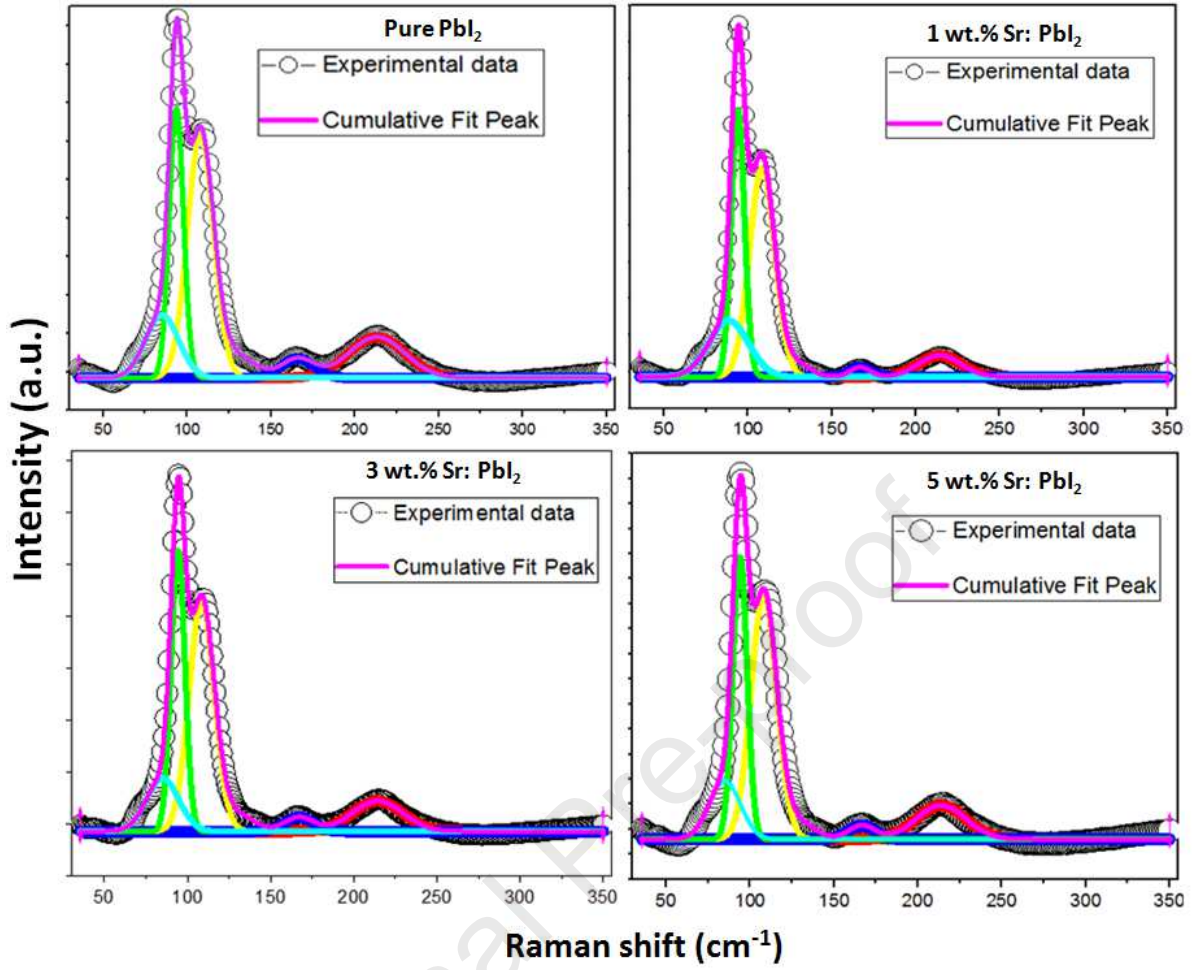 Pure PbI₂
Experimental data
Cumulative Fit Peak
50 100 150 200 250 300 350
1 wt.% Sr: PbI₂
Experimental data
Cumulative Fit Peak
50 100 150 200 250 300 350
3 wt.% Sr: PbI₂
Experimental data
Cumulative Fit Peak
50 100 150 200 250 300 350
5 wt.% Sr: PbI₂
Experimental data
Cumulative Fit Peak
50 100 150 200 250 300 350
Intensity (a.u.)
Raman shift (cm⁻¹)
al Pre-proof